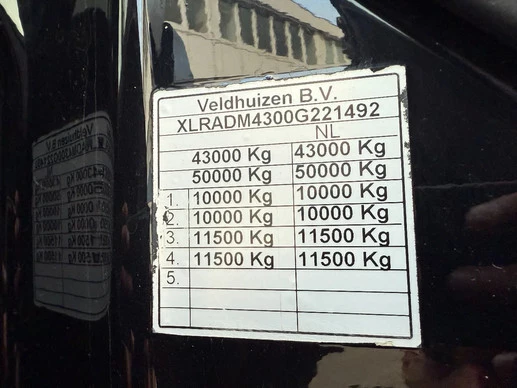 Veldhuizen B.V.
XLRADM4300G221492
NL
43000 Kg 43000 Kg
50000 Kg 50000 Kg
1. 10000 Kg 10000 Kg
2. 10000 Kg 10000 Kg
3. 11500 Kg 11500 Kg
4. 11500 Kg 11500 Kg
5.